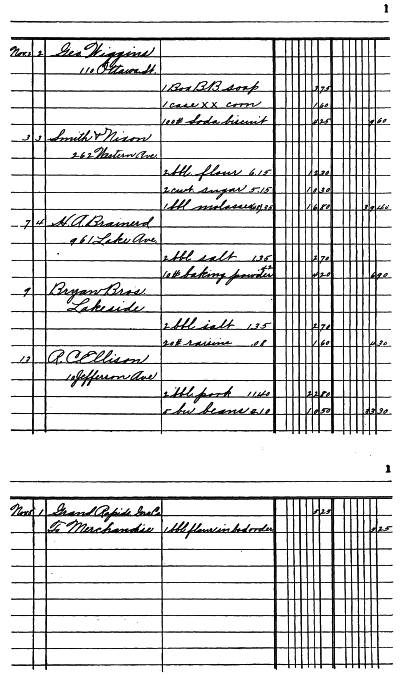 1
Nov. 2 2 Geo Wiggins
110 Ottawa St.
1 Box B.B. soap 3.75
1 case XX corn 1.60
100# Soda biscuit 4.25 9.60
3 3 Smith & Nixon
262 Western Ave.
2 bbl flour 6.15 12.30
2 cwt sugar 5.15 10.30
1 bbl molasses 16.80 39.40
7 H. A. Brainerd
961 Lake Ave.
2 bbl salt 1.35 2.70
10# baking powder .42 4.20 6.90
9 Bryan Bros.
Lakeside
2 bbl salt 1.35 2.70
20# raisins .08 1.60 4.30
12 R. C. Ellison
10 Jefferson Ave
2 bbl pork 11.40 22.80
5 bu beans 2.10 10.50 33.30
1
Nov. 1 Grand Rapids Co. 5.25
To Merchandise 1 bbl flour in bad order 5.25